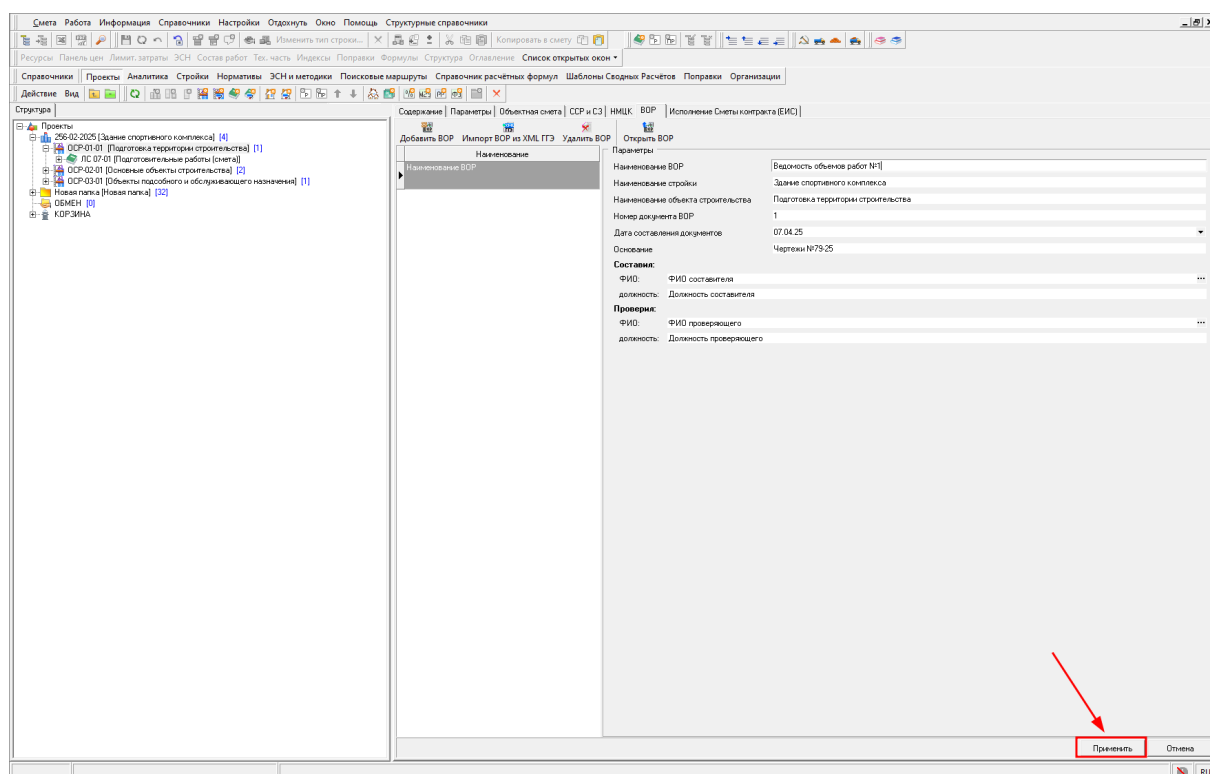 Смета Работа Информация Справочники Настройки Отдохнуть Окно Помощь Структурные справочники
Изменить тип строки... Копировать в смету
Ресурсы Панель цен Лимит. затраты ЭСН Состав работ Тех. часть Индексы Поправки Формулы Структура Оглавление Список открытых окон
Справочники Проекты Аналитика Стройки Нормативы ЭСН и методики Поисковые маршруты Справочник расчётных формул Шаблоны Сводных Расчётов Поправки Организации
Действие Вид
Структура
Проекты
256-02-2025 [Здание спортивного комплекса] [4]
ОСР-01-01 [Подготовка территории строительства] [1]
ЛС 07-01 [Подготовительные работы (смета)]
ОСР-02-01 [Основные объекты строительства] [2]
ОСР-03-01 [Объекты подсобного и обслуживающего назначения] [1]
Новая папка [Новая папка] [32]
ОБМЕН [0]
КОРЗИНА
Содержание Параметры Объектная смета ССР и СЗ НМЦК ВОР Исполнение Сметы контракта (ЕИС)
Добавить ВОР Импорт ВОР из XML ГГЭ Удалить ВОР Открыть ВОР
Наименование
Наименование ВОР
Параметры
Наименование ВОР Ведомость объемов работ №1
Наименование стройки Здание спортивного комплекса
Наименование объекта строительства Подготовка территории строительства
Номер документа ВОР 1
Дата составления документов 07.04.25
Основание Чертежи №79-25
Составил:
ФИО: ФИО составителя ...
должность: Должность составителя
Проверил:
ФИО: ФИО проверяющего ...
должность: Должность проверяющего
Применить Отмена
RU